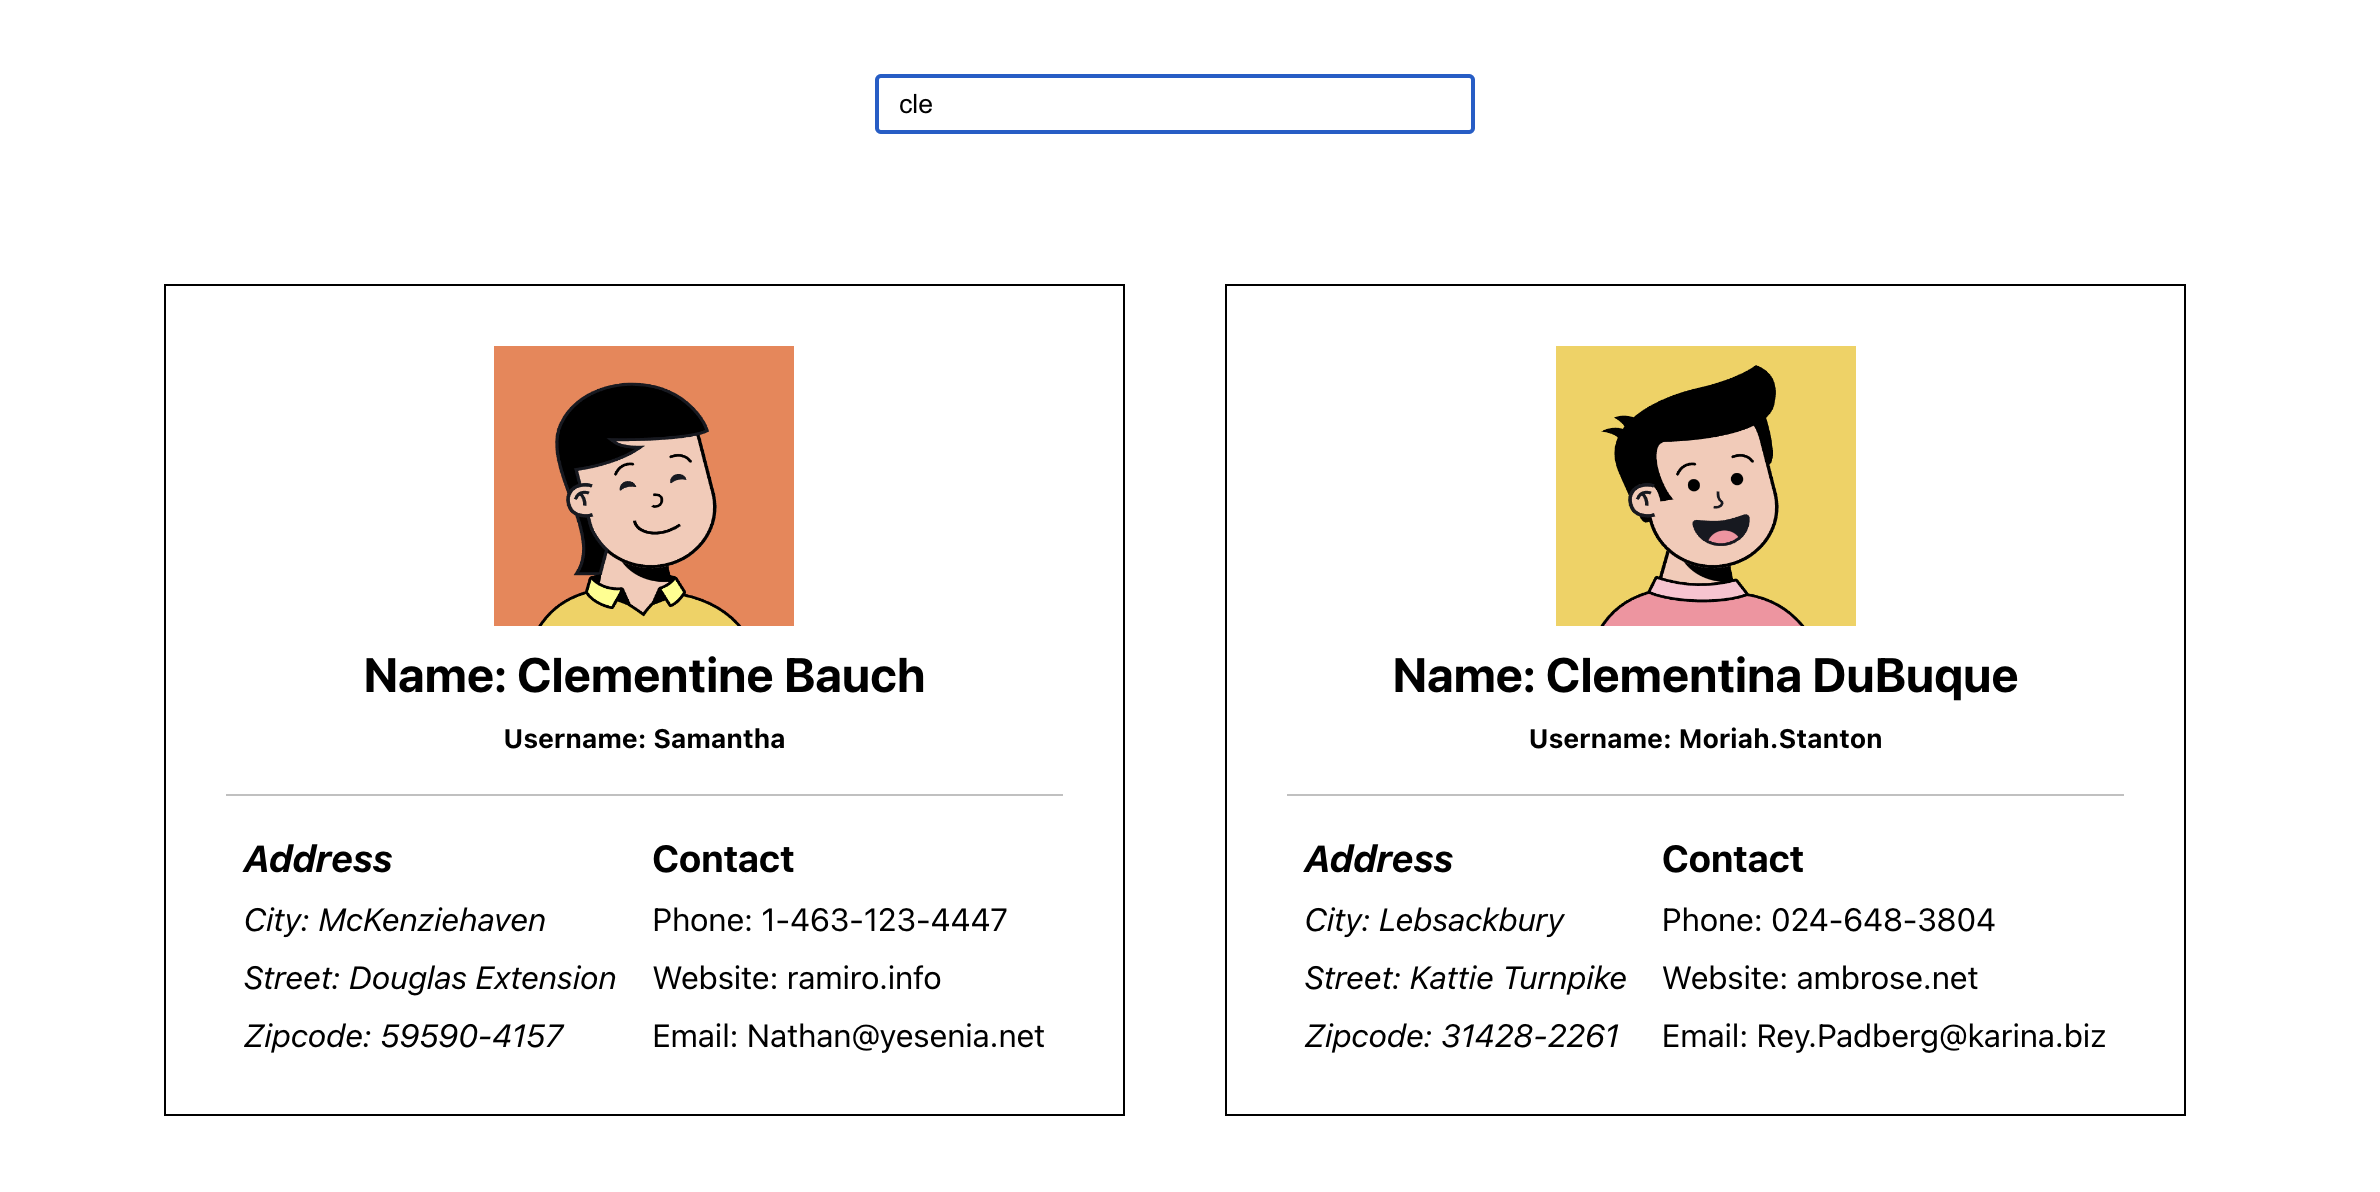 cle
Name: Clementine Bauch
Username: Samantha
Address
City: McKenziehaven
Street: Douglas Extension
Zipcode: 59590-4157
Contact
Phone: 1-463-123-4447
Website: ramiro.info
Email: Nathan@yesenia.net
Name: Clementina DuBuque
Username: Moriah.Stanton
Address
City: Lebsackbury
Street: Kattie Turnpike
Zipcode: 31428-2261
Contact
Phone: 024-648-3804
Website: ambrose.net
Email: Rey.Padberg@karina.biz